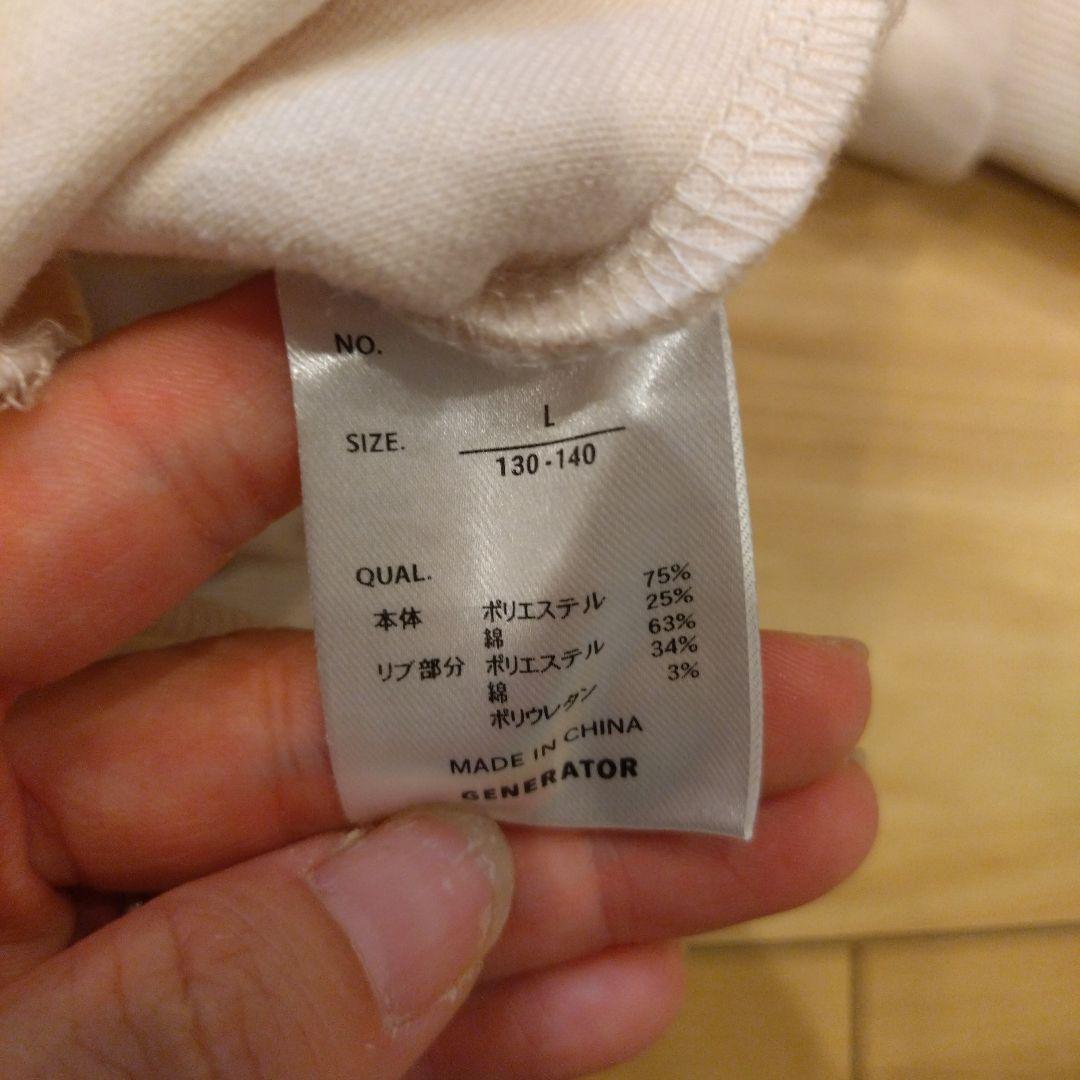 NO.
SIZE. L
130-140
QUAL.
本体 ポリエステル 75%
綿 25%
リブ部分 ポリエステル 63%
綿 34%
ポリウレタン 3%
MADE IN CHINA
GENERATOR